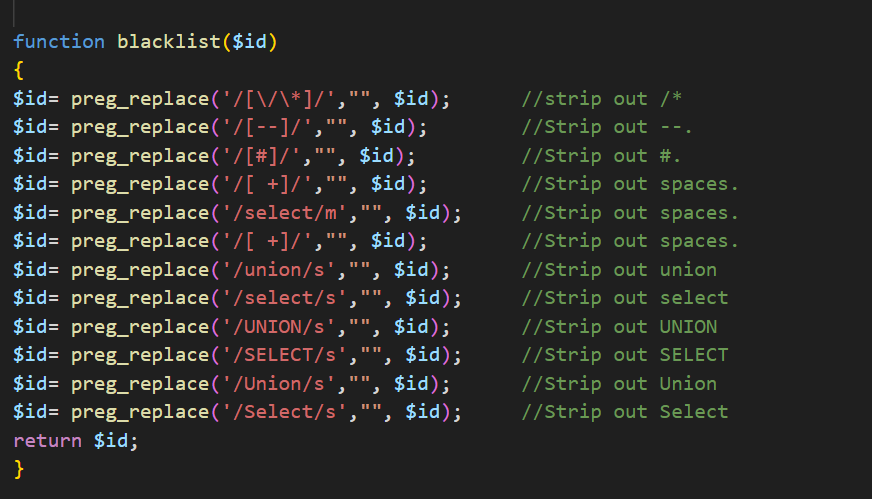 function blacklist($id)
{
$id= preg_replace('/[\/\*]/',"", $id);      //strip out /*
$id= preg_replace('/[--]/',"", $id);        //Strip out --.
$id= preg_replace('/[#]/',"", $id);         //Strip out #.
$id= preg_replace('/[ +]/',"", $id);        //Strip out spaces.
$id= preg_replace('/select/m',"", $id);     //Strip out spaces.
$id= preg_replace('/[ +]/',"", $id);        //Strip out spaces.
$id= preg_replace('/union/s',"", $id);      //Strip out union
$id= preg_replace('/select/s',"", $id);     //Strip out select
$id= preg_replace('/UNION/s',"", $id);      //Strip out UNION
$id= preg_replace('/SELECT/s',"", $id);     //Strip out SELECT
$id= preg_replace('/Union/s',"", $id);      //Strip out Union
$id= preg_replace('/Select/s',"", $id);     //Strip out Select
return $id;
}